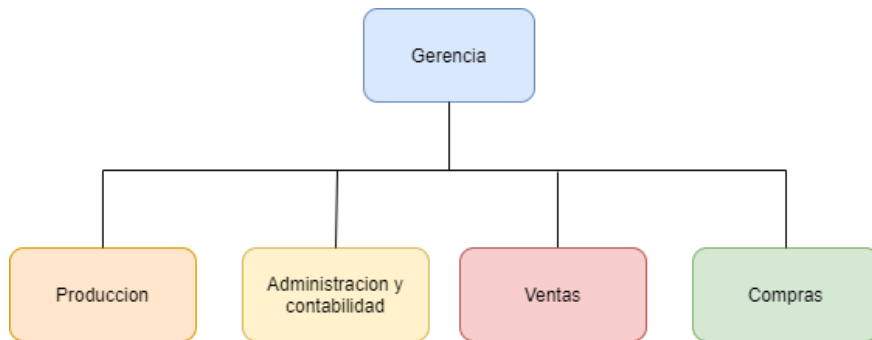 Gerencia
Produccion
Administracion y
contabilidad
Ventas
Compras